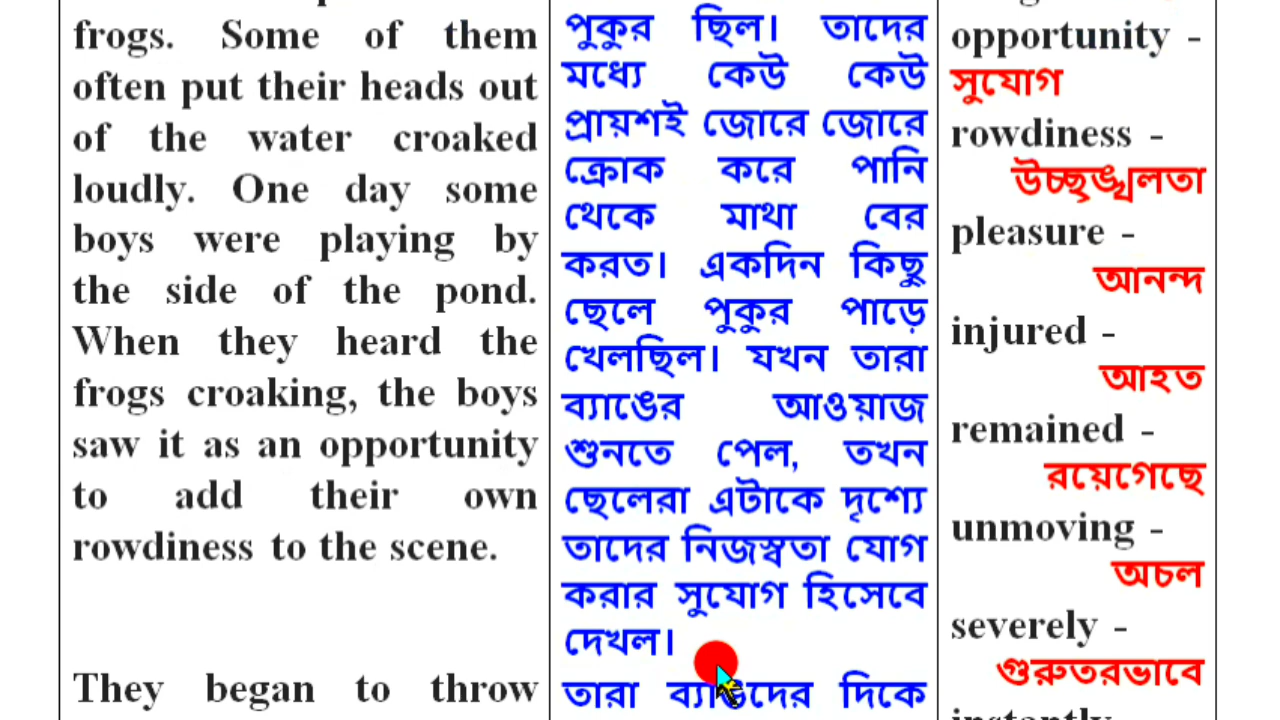 frogs. Some of them
often put their heads out
of the water croaked
loudly. One day some
boys were playing by
the side of the pond.
When they heard the
frogs croaking, the boys
saw it as an opportunity
to add their own
rowdiness to the scene.
They began to throw
পুকুর ছিল। তাদের
মধ্যে কেউ কেউ
প্রায়শই জোরে জোরে
ক্রোক করে পানি
থেকে মাথা বের
করত। একদিন কিছু
ছেলে পুকুর পাড়ে
খেলছিল। যখন তারা
ব্যাঙের আওয়াজ
শুনতে পেল, তখন
ছেলেরা এটাকে দৃশ্যে
তাদের নিজস্বতা যোগ
করার সুযোগ হিসেবে
দেখল।
তারা ব্যাঙদের দিকে
opportunity -
সুযোগ
rowdiness -
উচ্ছৃঙ্খলতা
pleasure -
আনন্দ
injured -
আহত
remained -
রয়েগেছে
unmoving -
অচল
severely -
গুরুতরভাবে
instantly